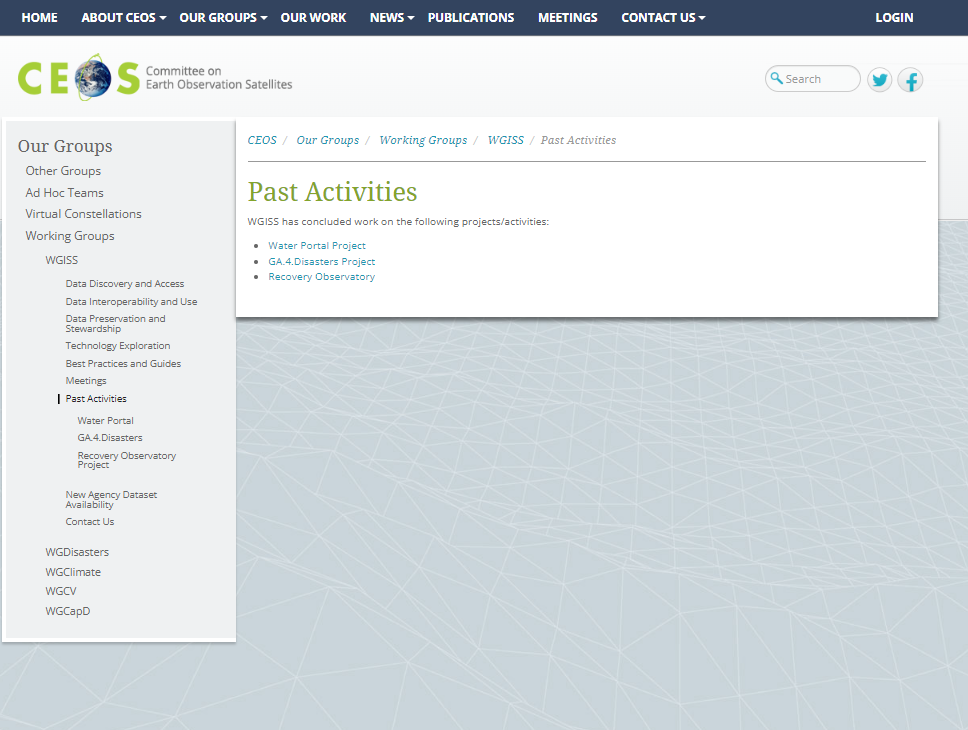 HOME ABOUT CEOS OUR GROUPS OUR WORK NEWS PUBLICATIONS MEETINGS CONTACT US LOGIN
CEOS Committee on
Earth Observation Satellites
Search
Our Groups
Other Groups
Ad Hoc Teams
Virtual Constellations
Working Groups
WGISS
Data Discovery and Access
Data Interoperability and Use
Data Preservation and
Stewardship
Technology Exploration
Best Practices and Guides
Meetings
Past Activities
Water Portal
GA.4.Disasters
Recovery Observatory
Project
New Agency Dataset
Availability
Contact Us
WGDisasters
WGClimate
WGCV
WGCapD
CEOS / Our Groups / Working Groups / WGISS / Past Activities
Past Activities
WGISS has concluded work on the following projects/activities:
Water Portal Project
GA.4.Disasters Project
Recovery Observatory